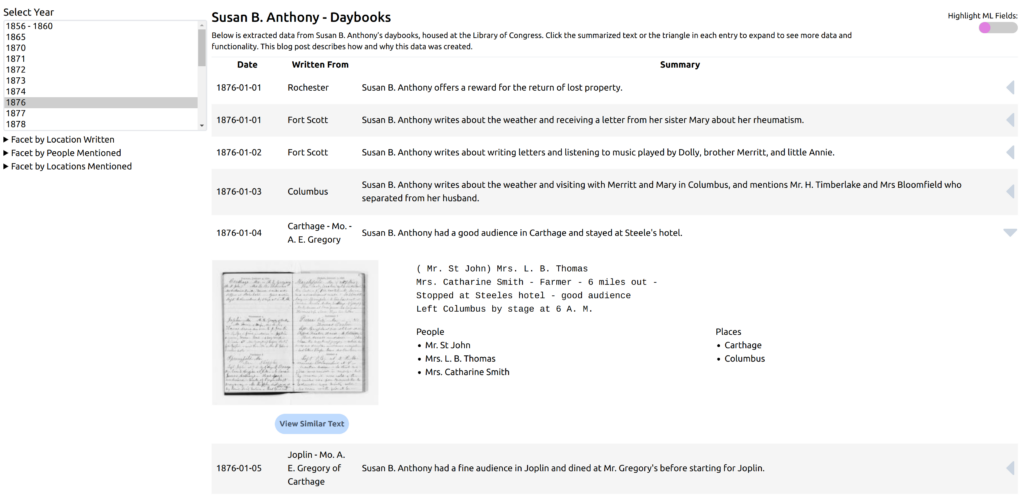 Select Year
1856 - 1860
1865
1870
1871
1872
1873
1874
1876
1877
1878
▶ Facet by Location Written
▶ Facet by People Mentioned
▶ Facet by Locations Mentioned
Susan B. Anthony - Daybooks
Highlight ML Fields:
Below is extracted data from Susan B. Anthony's daybooks, housed at the Library of Congress. Click the summarized text or the triangle in each entry to expand to see more data and
functionality. This blog post describes how and why this data was created.
Date Written From Summary
1876-01-01 Rochester Susan B. Anthony offers a reward for the return of lost property.
1876-01-01 Fort Scott Susan B. Anthony writes about the weather and receiving a letter from her sister Mary about her rheumatism.
1876-01-02 Fort Scott Susan B. Anthony writes about writing letters and listening to music played by Dolly, brother Merritt, and little Annie.
1876-01-03 Columbus Susan B. Anthony writes about the weather and visiting with Merritt and Mary in Columbus, and mentions Mr. H. Timberlake and Mrs Bloomfield who
separated from her husband.
1876-01-04 Carthage - Mo. -
A. E. Gregory Susan B. Anthony had a good audience in Carthage and stayed at Steele's hotel.
( Mr. St John) Mrs. L. B. Thomas
Mrs. Catharine Smith - Farmer - 6 miles out -
Stopped at Steeles hotel - good audience
Left Columbus by stage at 6 A. M.
People
• Mr. St John
• Mrs. L. B. Thomas
• Mrs. Catharine Smith
Places
• Carthage
• Columbus
View Similar Text
1876-01-05 Joplin - Mo. A.
E. Gregory of
Carthage Susan B. Anthony had a fine audience in Joplin and dined at Mr. Gregory's before starting for Joplin.